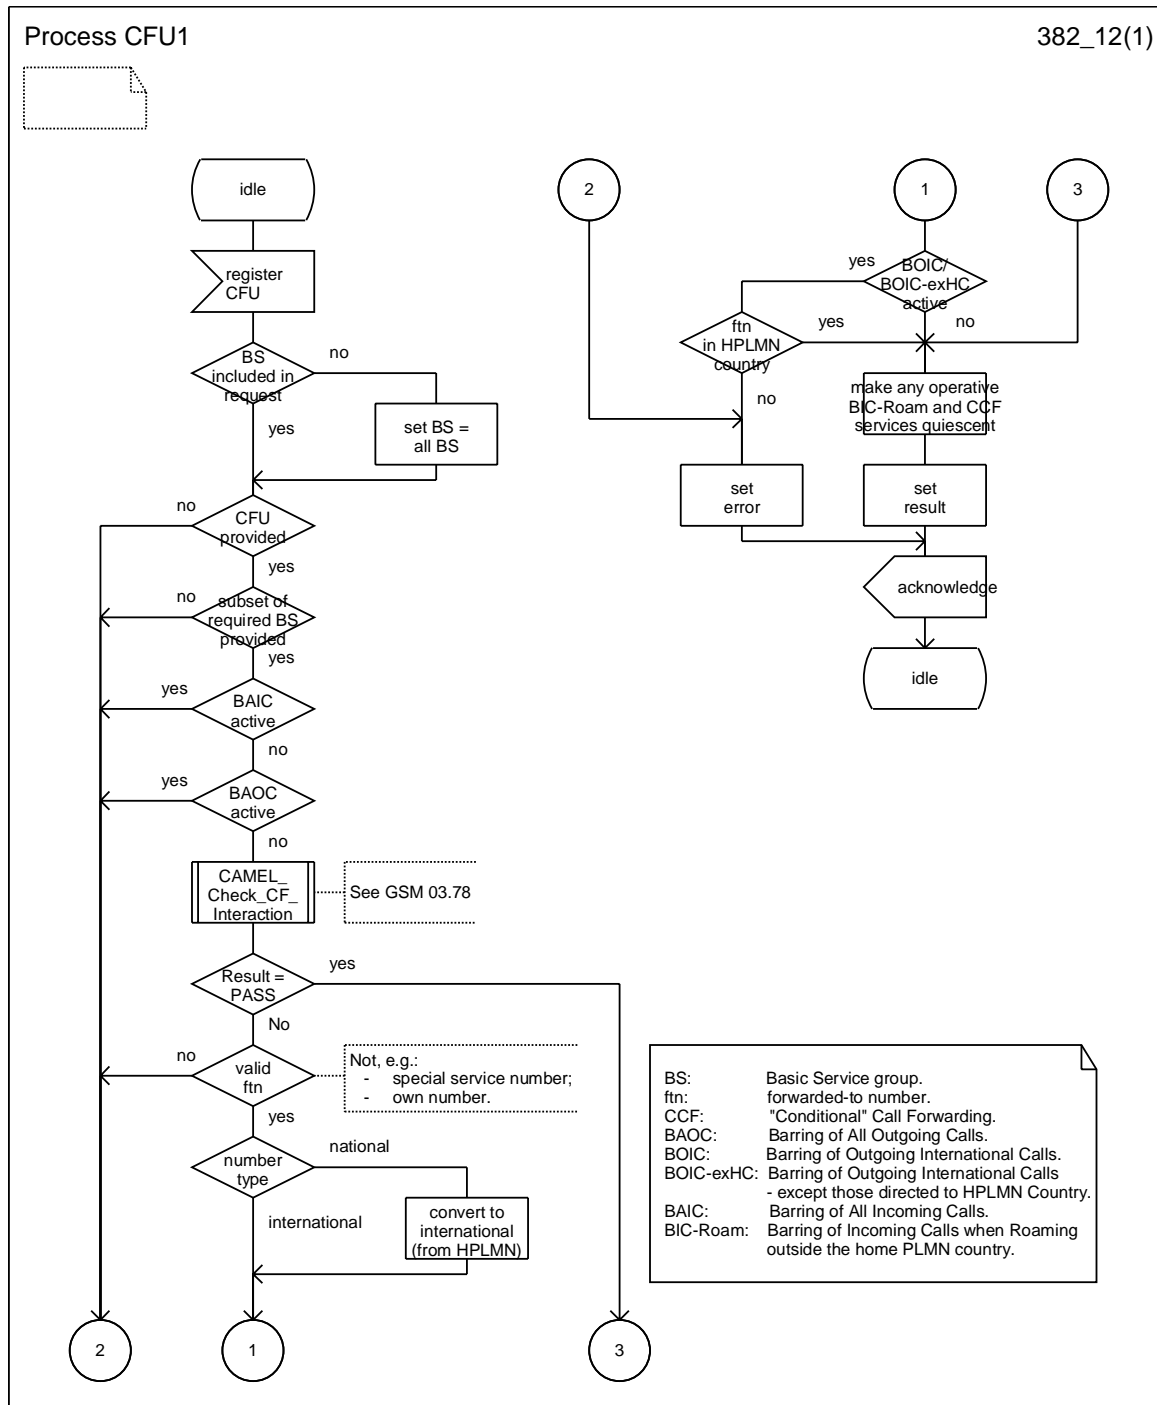 Process CFU1
382_12(1)
idle
register
CFU
BS
included in
request
no
yes
set BS =
all BS
CFU
provided
no
yes
subset of
required BS
provided
no
yes
BAIC
active
yes
no
BAOC
active
yes
no
CAMEL_
Check_CF_
Interaction
See GSM 03.78
Result =
PASS
yes
No
valid
ftn
no
yes
Not, e.g.:
- special service number;
- own number.
number
type
national
international
convert to
international
(from HPLMN)
2
1
3
2
1
3
BOIC/
BOIC-exHC
active
yes
no
ftn
in HPLMN
country
yes
no
make any operative
BIC-Roam and CCF
services quiescent
set
error
set
result
acknowledge
idle
BS: Basic Service group.
ftn: forwarded-to number.
CCF: "Conditional" Call Forwarding.
BAOC: Barring of All Outgoing Calls.
BOIC: Barring of Outgoing International Calls.
BOIC-exHC: Barring of Outgoing International Calls
- except those directed to HPLMN Country.
BAIC: Barring of All Incoming Calls.
BIC-Roam: Barring of Incoming Calls when Roaming
outside the home PLMN country.